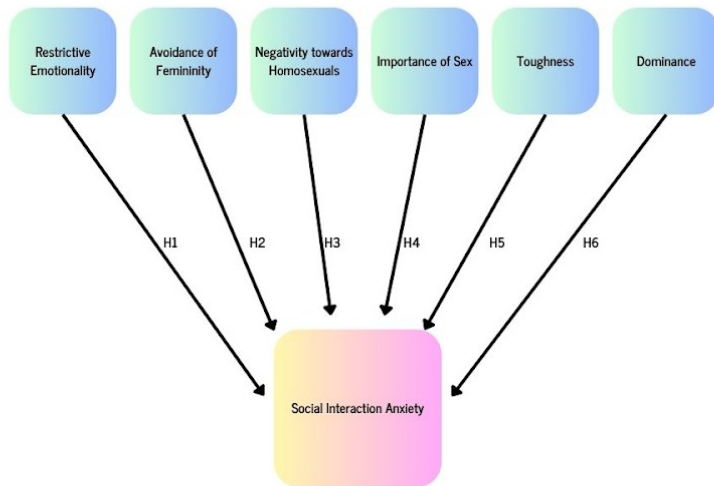 Restrictive
Emotionality
Avoidance of
Femininity
Negativity towards
Homosexuals
Importance of Sex
Toughness
Dominance
H1
H2
H3
H4
H5
H6
Social Interaction Anxiety